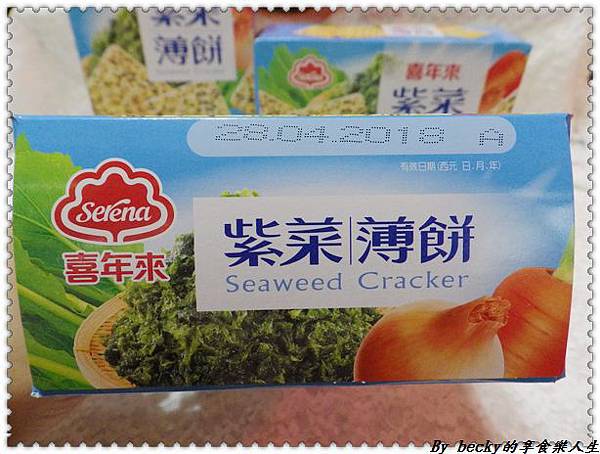 紫菜
薄餅
Seaweed Cracker
喜年來
紫菜
28.04.2018 A
有效日期(西元 日、月、年)
Serena
喜年來
紫菜|薄餅
Seaweed Cracker
By becky的享食樂人生